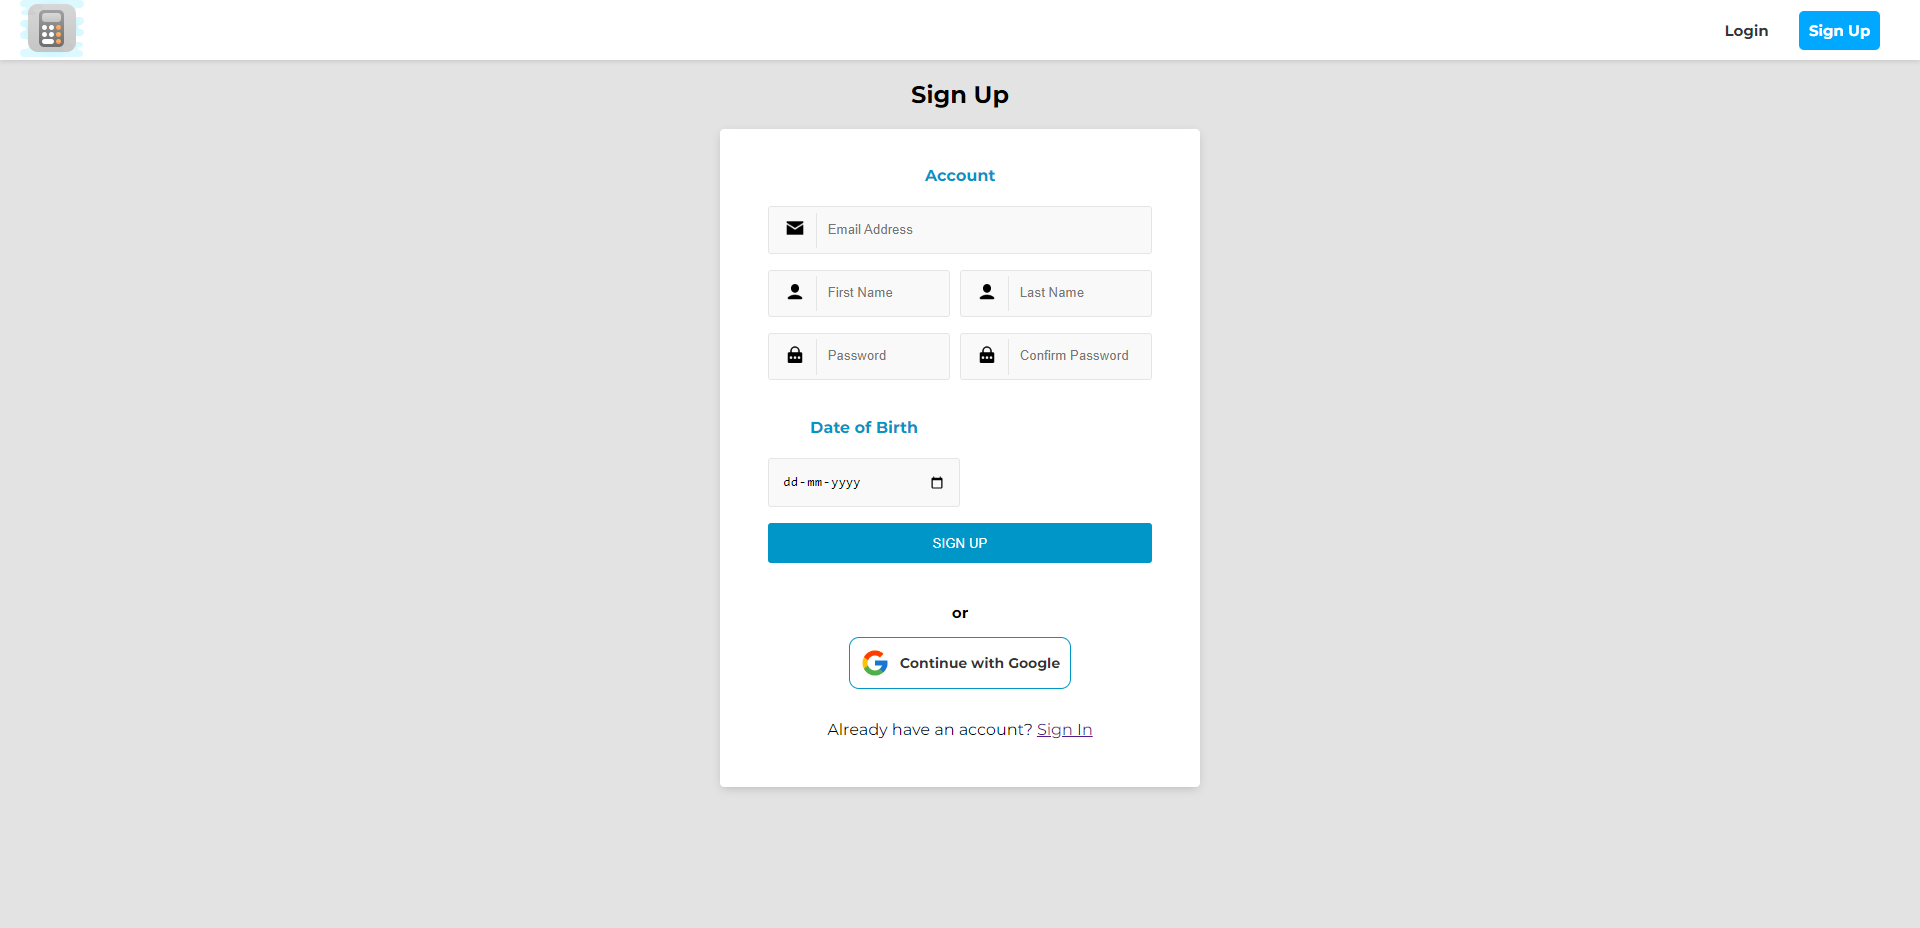 Login Sign Up
Sign Up
Account
Email Address
First Name Last Name
Password Confirm Password
Date of Birth
dd-mm-yyyy
SIGN UP
or
Continue with Google
Already have an account? Sign In